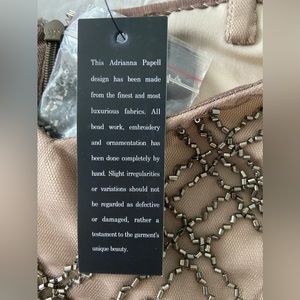 This Adrianna Papell
design has been made
from the finest and most
luxurious fabrics. All
bead work, embroidery
and ornamentation has
been done completely by
hand. Slight irregularities
or variations should not
be regarded as defective
or damaged, rather a
testament to the garment's
unique beauty.